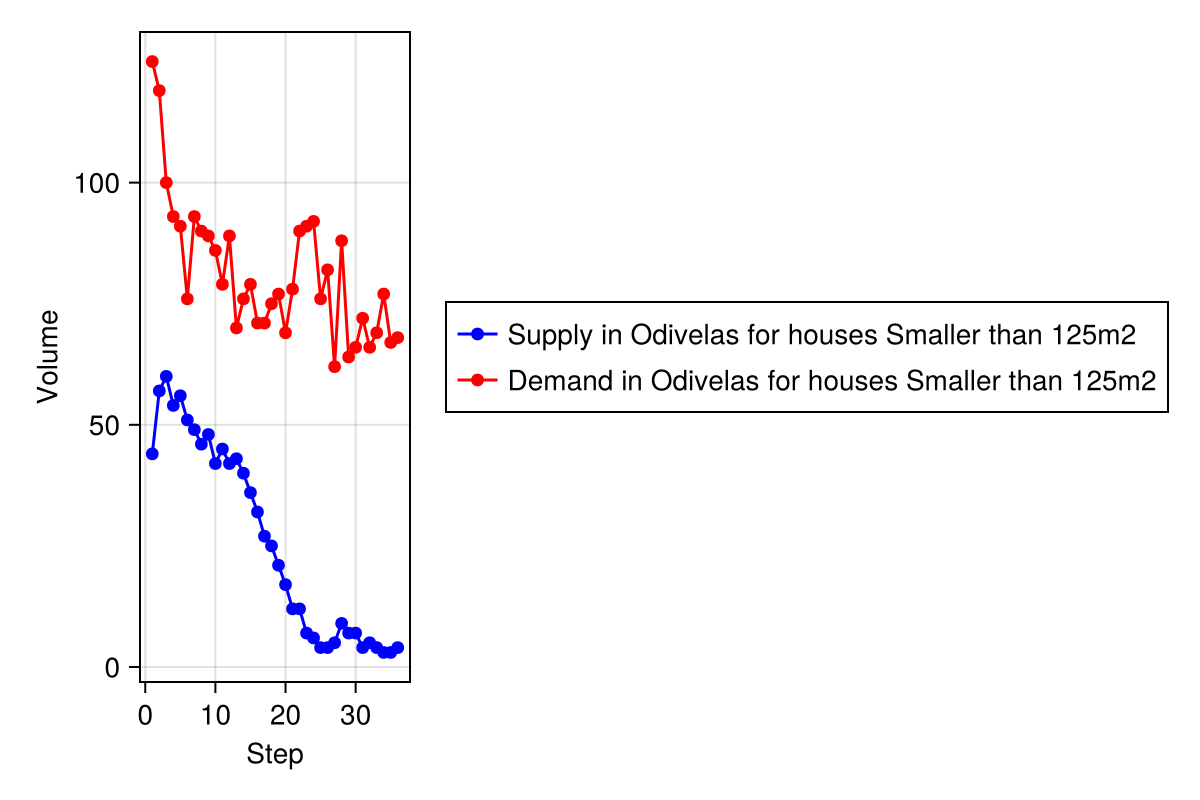 Volume
100
50
0
0 10 20 30
Step
Supply in Odivelas for houses Smaller than 125m2
Demand in Odivelas for houses Smaller than 125m2